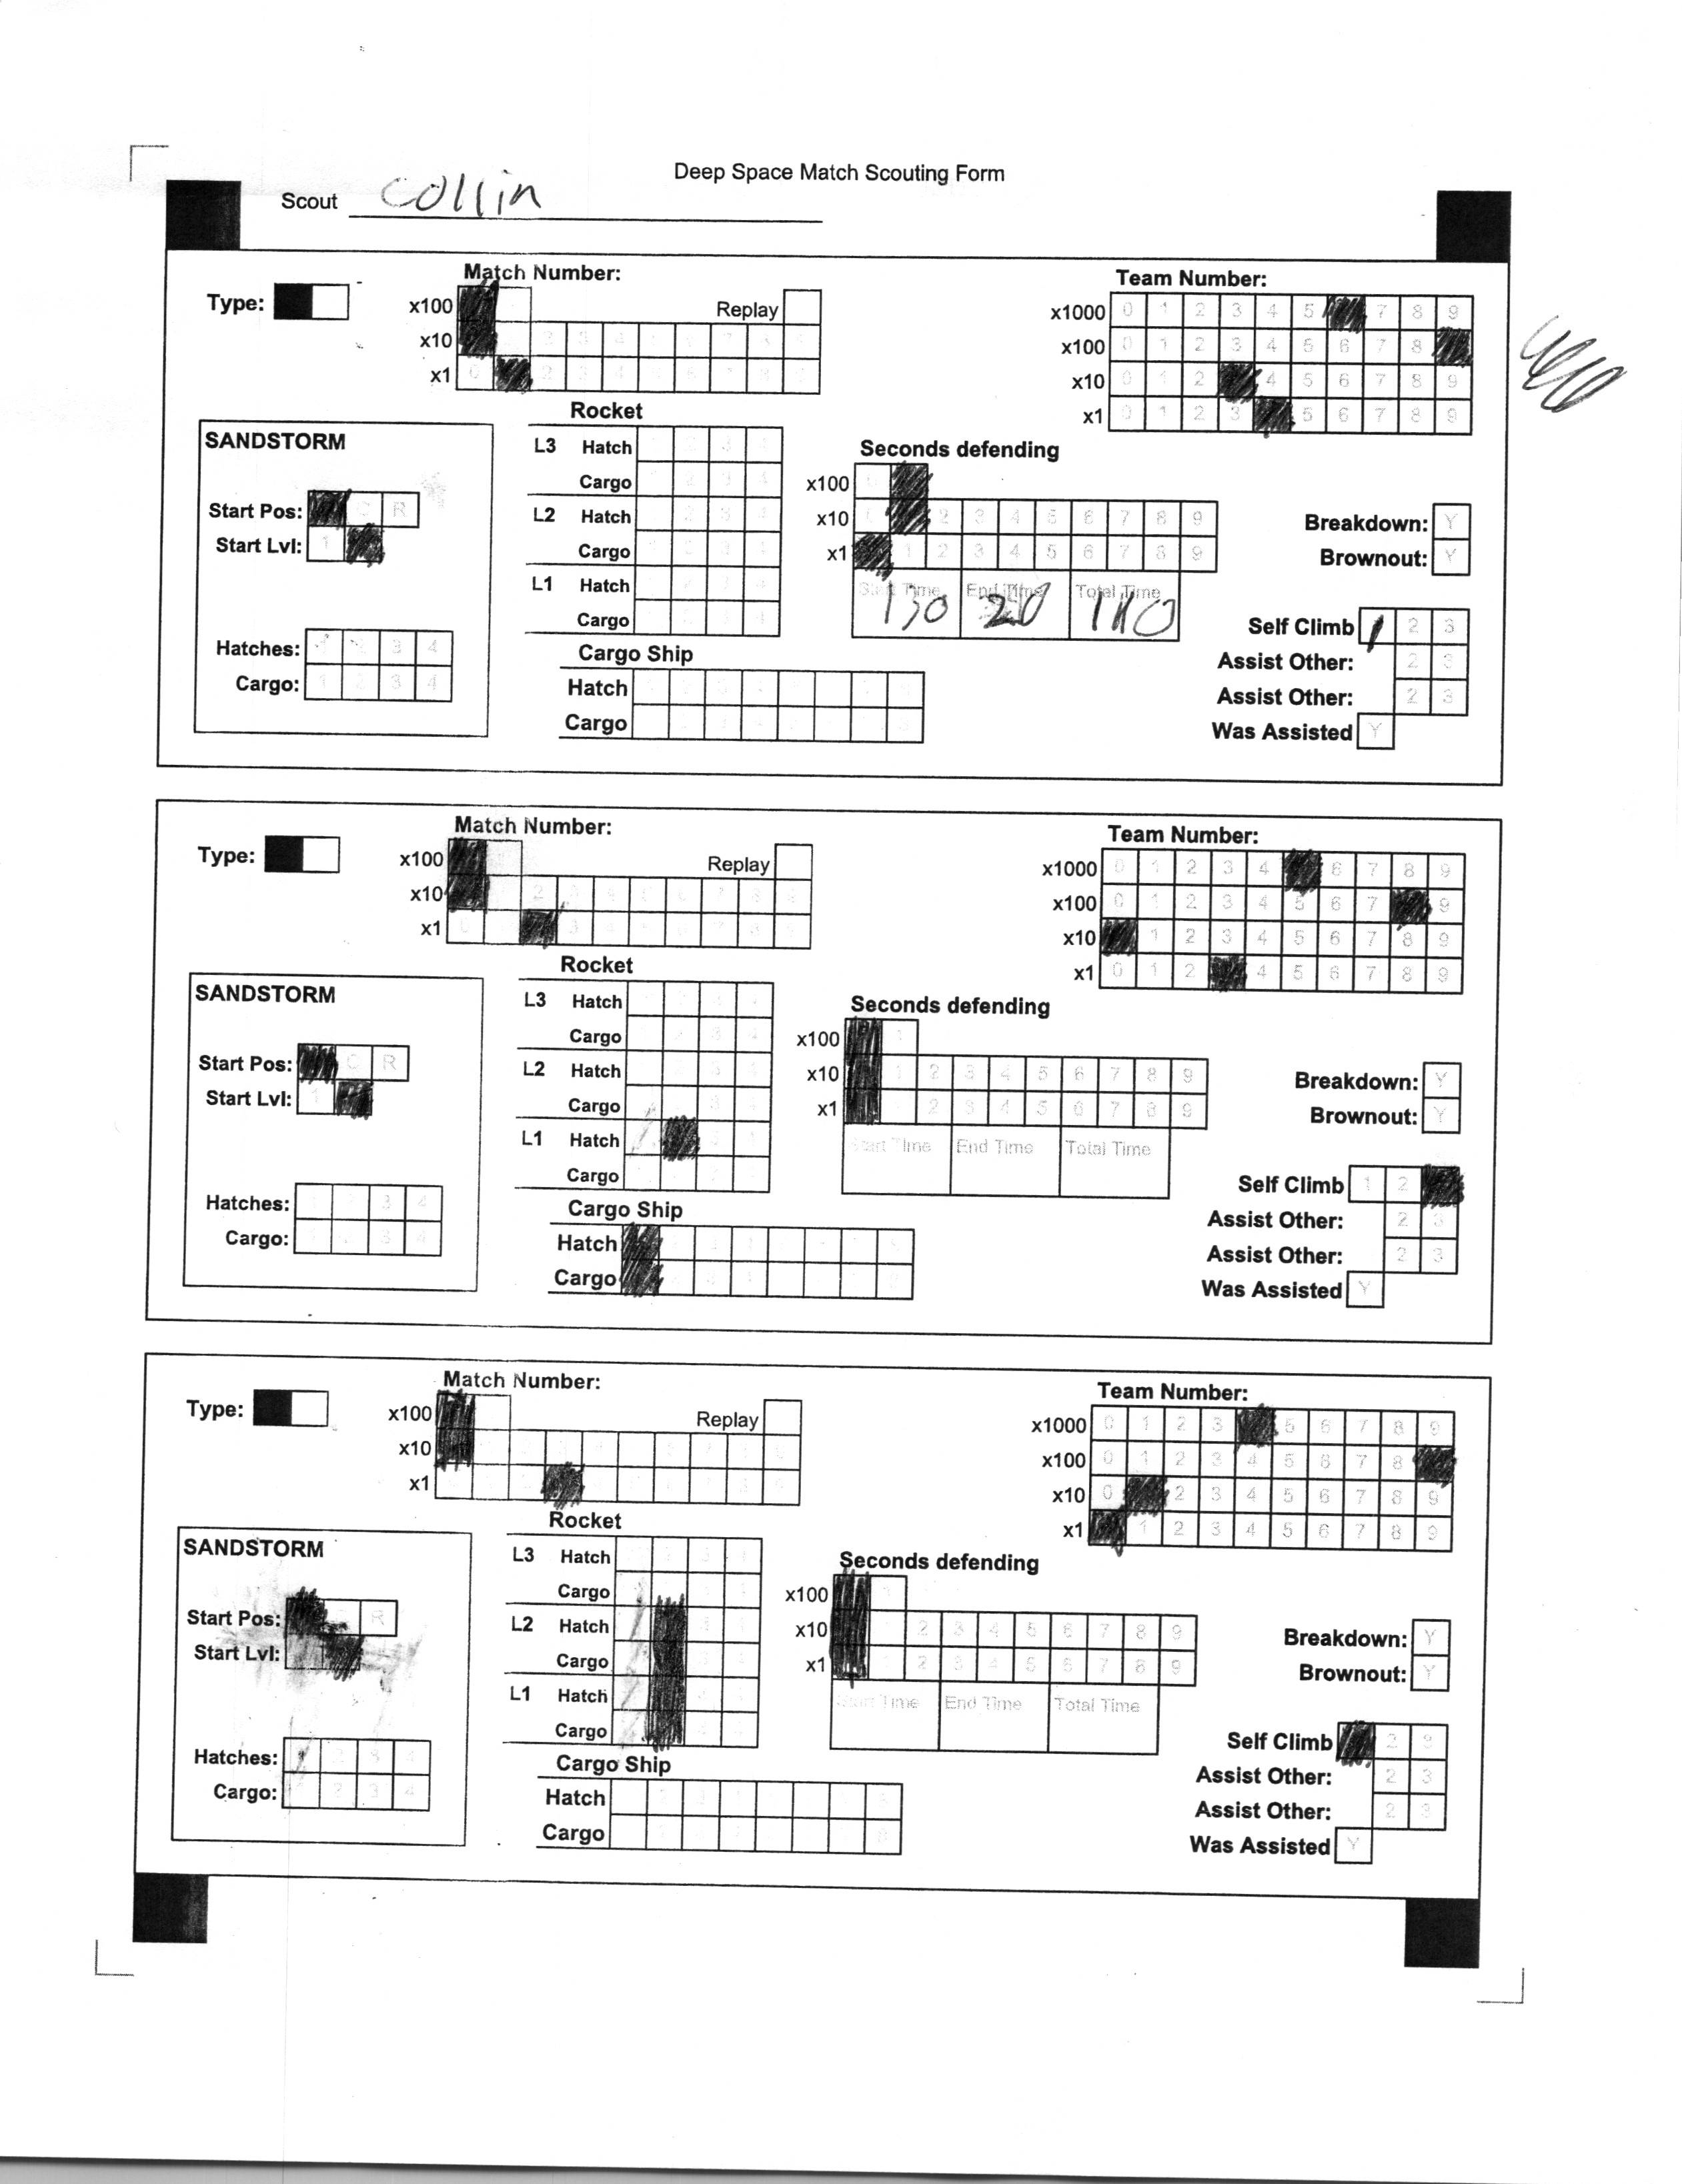 Deep Space Match Scouting Form
Scout collin
Match Number:
Team Number:
Type:
x100
Replay
x10
x1
x1000 0 1 2 3 4 5 7 8 9
x100 0 1 2 3 4 5 6 7 8
x10 0 1 2 4 5 6 7 8 9
x1 0 1 2 3 5 6 7 8 9
Rocket
SANDSTORM
L3 Hatch
Cargo
L2 Hatch
Cargo
L1 Hatch
Cargo
Seconds defending
x100
x10 2 3 4 5 6 7 8 9
x1 1 2 3 4 5 6 7 8 9
Start Time End Time Total Time
130 20 110
Start Pos: C R
Start Lvl: 1
Hatches: 1 2 3 4
Cargo: 1 2 3 4
Cargo Ship
Hatch
Cargo
Breakdown: Y
Brownout: Y
Self Climb 2 3
Assist Other: 2 3
Assist Other: 2 3
Was Assisted Y
Match Number:
Team Number:
Type:
x100
Replay
x10
x1
x1000 0 1 2 3 4 6 7 8 9
x100 0 1 2 3 4 5 6 7 9
x10 1 2 3 4 5 6 7 8 9
x1 0 1 2 4 5 6 7 8 9
Rocket
SANDSTORM
L3 Hatch
Cargo
L2 Hatch
Cargo
L1 Hatch
Cargo
Seconds defending
x100 1
x10 1 2 3 4 5 6 7 8 9
x1 2 3 4 5 6 7 8 9
Start Time End Time Total Time
Start Pos: C R
Start Lvl: 1
Hatches: 1 2 3 4
Cargo: 1 2 3 4
Cargo Ship
Hatch
Cargo
Breakdown: Y
Brownout: Y
Self Climb 1 2
Assist Other: 2 3
Assist Other: 2 3
Was Assisted Y
Match Number:
Team Number:
Type:
x100
Replay
x10
x1
x1000 0 1 2 3 5 6 7 8 9
x100 0 1 2 3 4 5 6 7 8
x10 0 2 3 4 5 6 7 8 9
x1 1 2 3 4 5 6 7 8 9
Rocket
SANDSTORM
L3 Hatch
Cargo
L2 Hatch
Cargo
L1 Hatch
Cargo
Seconds defending
x100 1
x10 2 3 4 5 6 7 8 9
x1 2 3 4 5 6 7 8 9
Start Time End Time Total Time
Start Pos: R
Start Lvl:
Hatches: 1 2 3 4
Cargo: 2 3 4
Cargo Ship
Hatch
Cargo
Breakdown: Y
Brownout: Y
Self Climb 2 3
Assist Other: 2 3
Assist Other: 2 3
Was Assisted Y